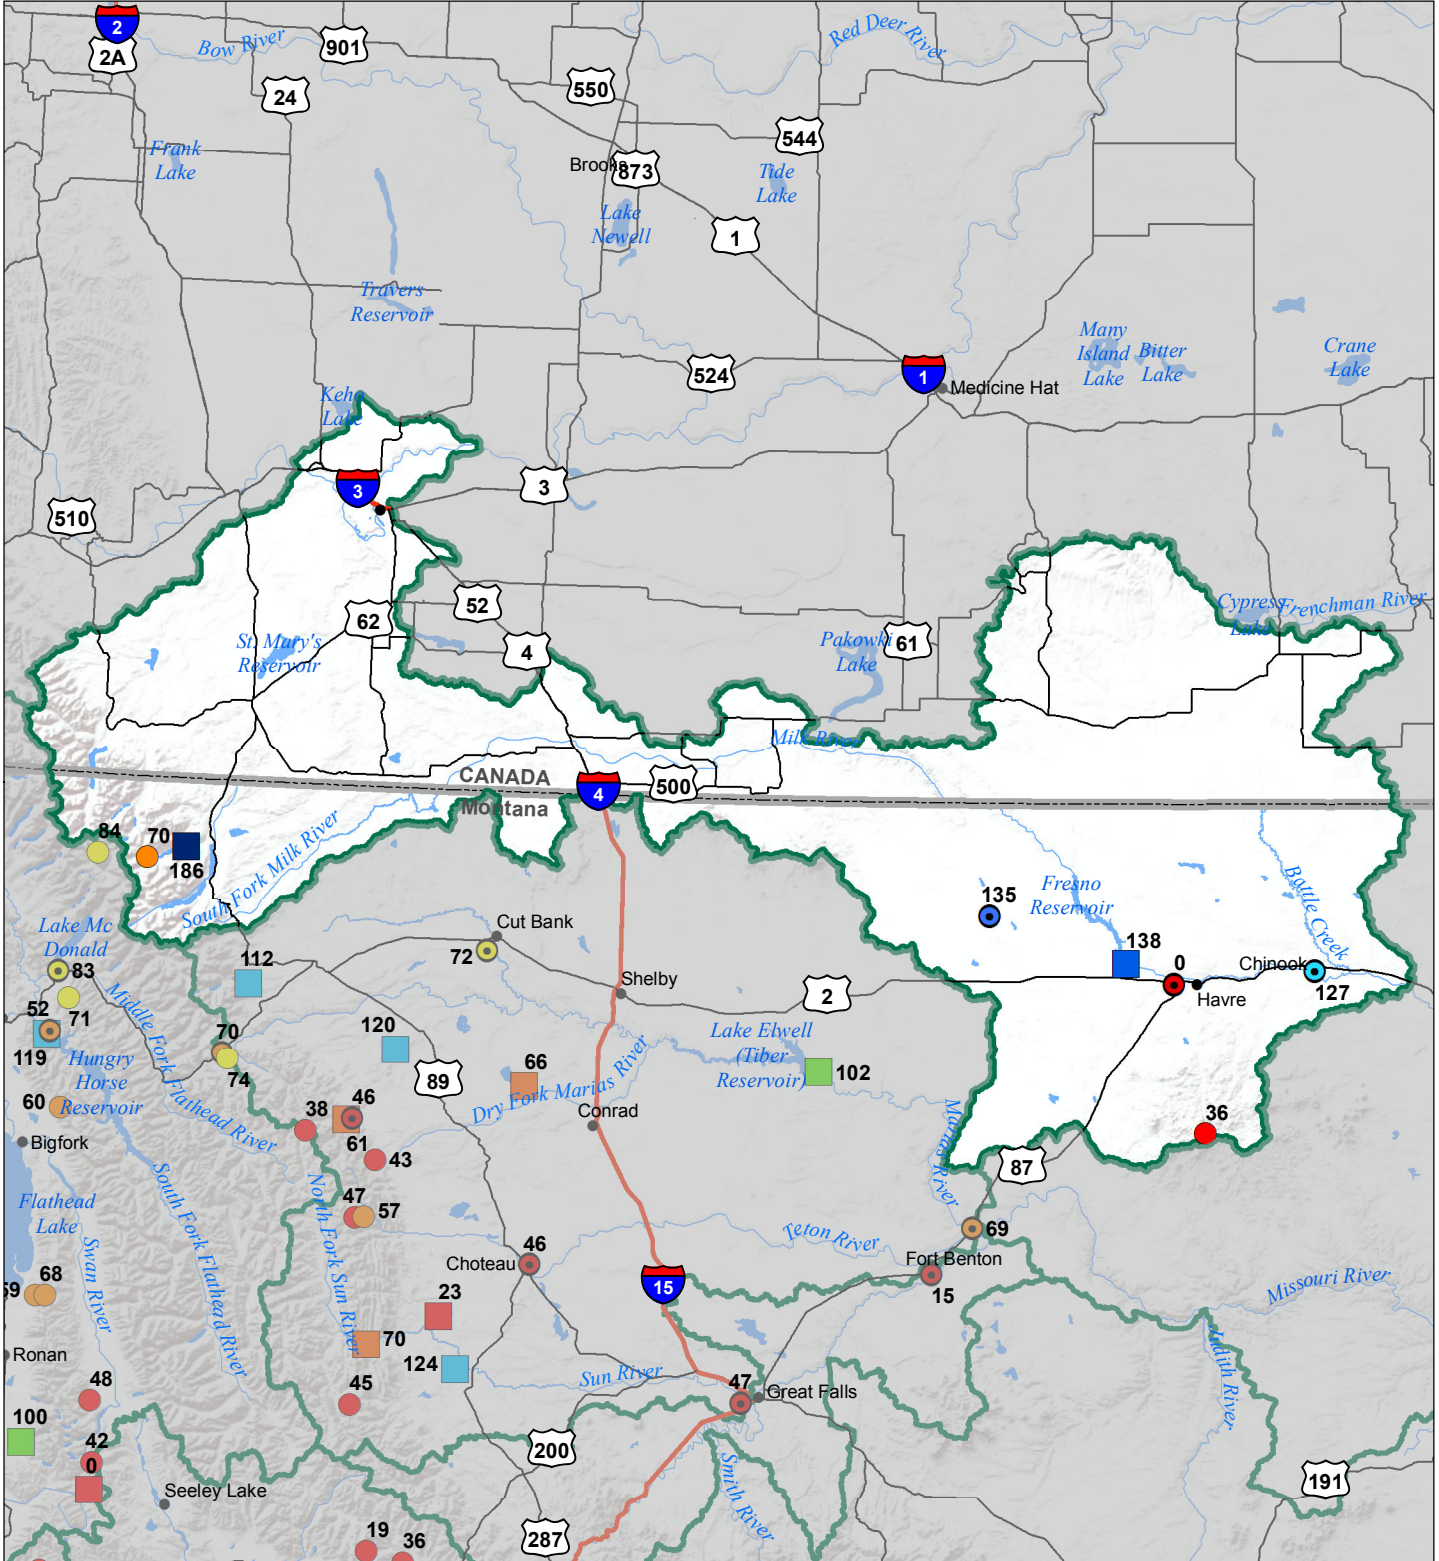 2
2A
Bow River
901
24
550
Red Deer River
544
Frank
Lake
Brooks
873
Tide
Lake
Lake
Newell
1
Travers
Reservoir
Many
Island
Lake
Bitter
Lake
Crane
Lake
524
1
Medicine Hat
Keho
Lake
3
3
510
62
52
4
St. Mary's
Reservoir
Pakowki
Lake
61
Cypress
Lake
Frenchman River
Milk River
CANADA
Montana
4
500
84
70
186
South Fork Milk River
135
Fresno
Reservoir
Battle Creek
138
0
Havre
Chinook
127
Lake Mc
Donald
83
71
52
119
Cut Bank
72
112
Shelby
2
Middle Fork Flathead River
70
74
120
89
66
Lake Elwell
(Tiber
Reservoir)
102
Hungry
Horse
Reservoir
60
Bigfork
38
46
61
43
Dry Fork Marias River
Conrad
Marias River
36
87
Flathead
Lake
South Fork Flathead River
North Fork Sun River
47
57
Swan River
Choteau
46
Teton River
69
Fort Benton
15
15
Missouri River
59
68
23
70
124
Judith River
Ronan
48
45
Sun River
47
Great Falls
100
42
0
200
191
Seeley Lake
Smith River
287
19
36